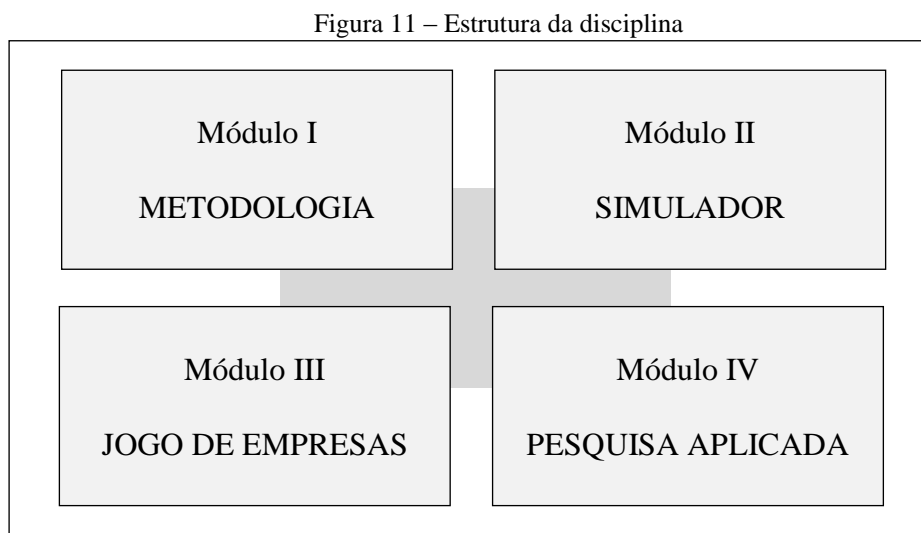 Figura 11 – Estrutura da disciplina
Módulo I
METODOLOGIA
Módulo II
SIMULADOR
Módulo III
JOGO DE EMPRESAS
Módulo IV
PESQUISA APLICADA